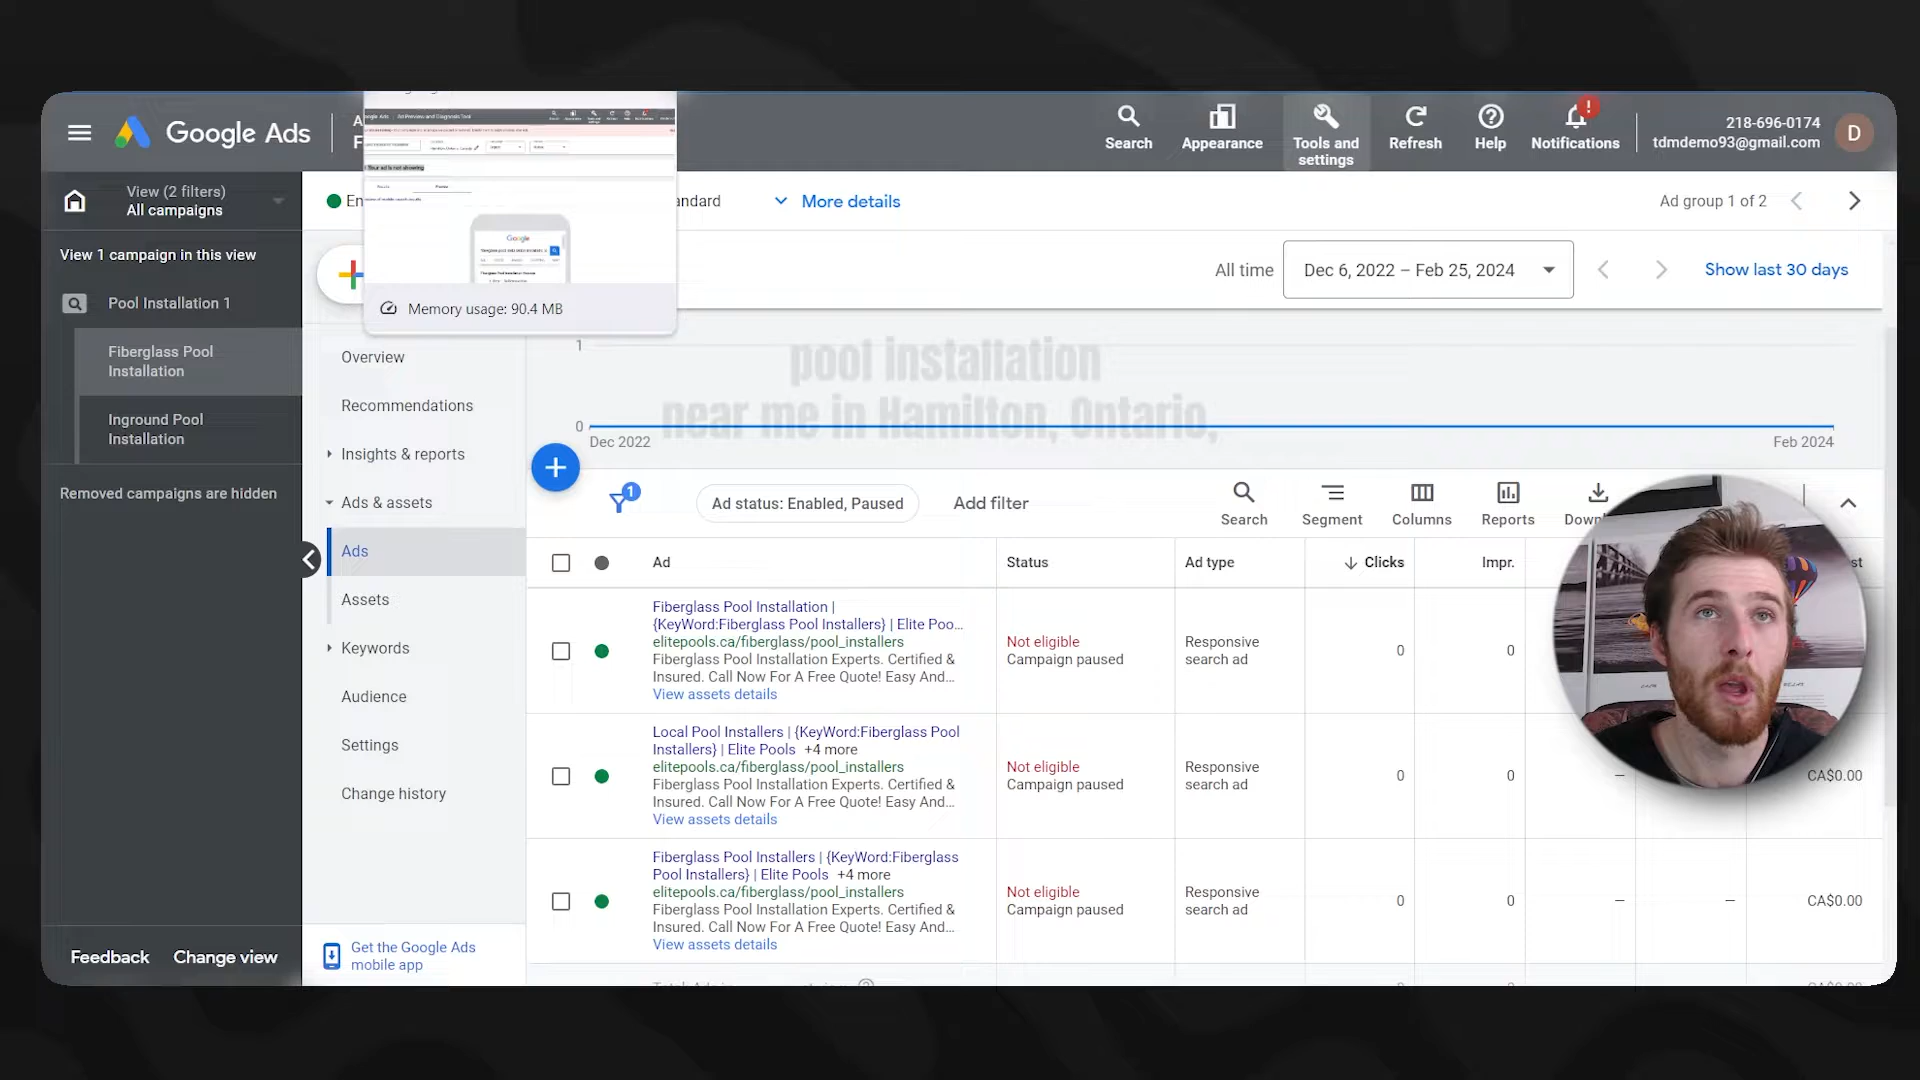 Google Ads
A
F
Memory usage: 90.4 MB
Search
Appearance
Tools and
settings
Refresh
Help
!
Notifications
218-696-0174
tdmdemo93@gmail.com
D
View (2 filters)
All campaigns
En
andard
More details
Ad group 1 of 2
View 1 campaign in this view
All time
Dec 6, 2022 – Feb 25, 2024
Show last 30 days
Pool Installation 1
Fiberglass Pool
Installation
Inground Pool
Installation
Removed campaigns are hidden
Overview
Recommendations
Insights & reports
Ads & assets
Ads
Assets
Keywords
Audience
Settings
Change history
1
0
Dec 2022
Feb 2024
pool installation
near me in Hamilton, Ontario,
1
Ad status: Enabled, Paused
Add filter
Search
Segment
Columns
Reports
Down
Ad
Status
Ad type
Clicks
Impr.
st
Fiberglass Pool Installation |
{KeyWord:Fiberglass Pool Installers} | Elite Poo...
elitepools.ca/fiberglass/pool_installers
Fiberglass Pool Installation Experts. Certified &
Insured. Call Now For A Free Quote! Easy And...
View assets details
Not eligible
Campaign paused
Responsive
search ad
0
0
Local Pool Installers | {KeyWord:Fiberglass Pool
Installers} | Elite Pools +4 more
elitepools.ca/fiberglass/pool_installers
Fiberglass Pool Installation Experts. Certified &
Insured. Call Now For A Free Quote! Easy And...
View assets details
Not eligible
Campaign paused
Responsive
search ad
0
0
–
CA$0.00
Fiberglass Pool Installers | {KeyWord:Fiberglass
Pool Installers} | Elite Pools +4 more
elitepools.ca/fiberglass/pool_installers
Fiberglass Pool Installation Experts. Certified &
Insured. Call Now For A Free Quote! Easy And...
View assets details
Not eligible
Campaign paused
Responsive
search ad
0
0
–
–
CA$0.00
Feedback
Change view
Get the Google Ads
mobile app